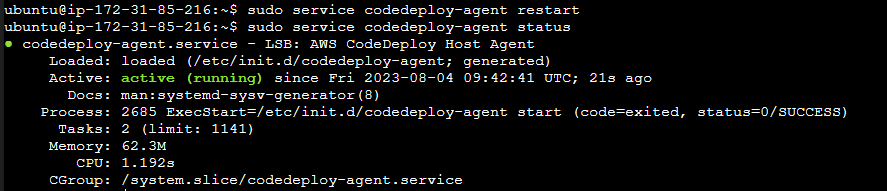 ubuntu@ip-172-31-85-216:~$ sudo service codedeploy-agent restart
ubuntu@ip-172-31-85-216:~$ sudo service codedeploy-agent status
● codedeploy-agent.service - LSB: AWS CodeDeploy Host Agent
Loaded: loaded (/etc/init.d/codedeploy-agent; generated)
Active: active (running) since Fri 2023-08-04 09:42:41 UTC; 21s ago
Docs: man:systemd-sysv-generator(8)
Process: 2685 ExecStart=/etc/init.d/codedeploy-agent start (code=exited, status=0/SUCCESS)
Tasks: 2 (limit: 1141)
Memory: 62.3M
CPU: 1.192s
CGroup: /system.slice/codedeploy-agent.service